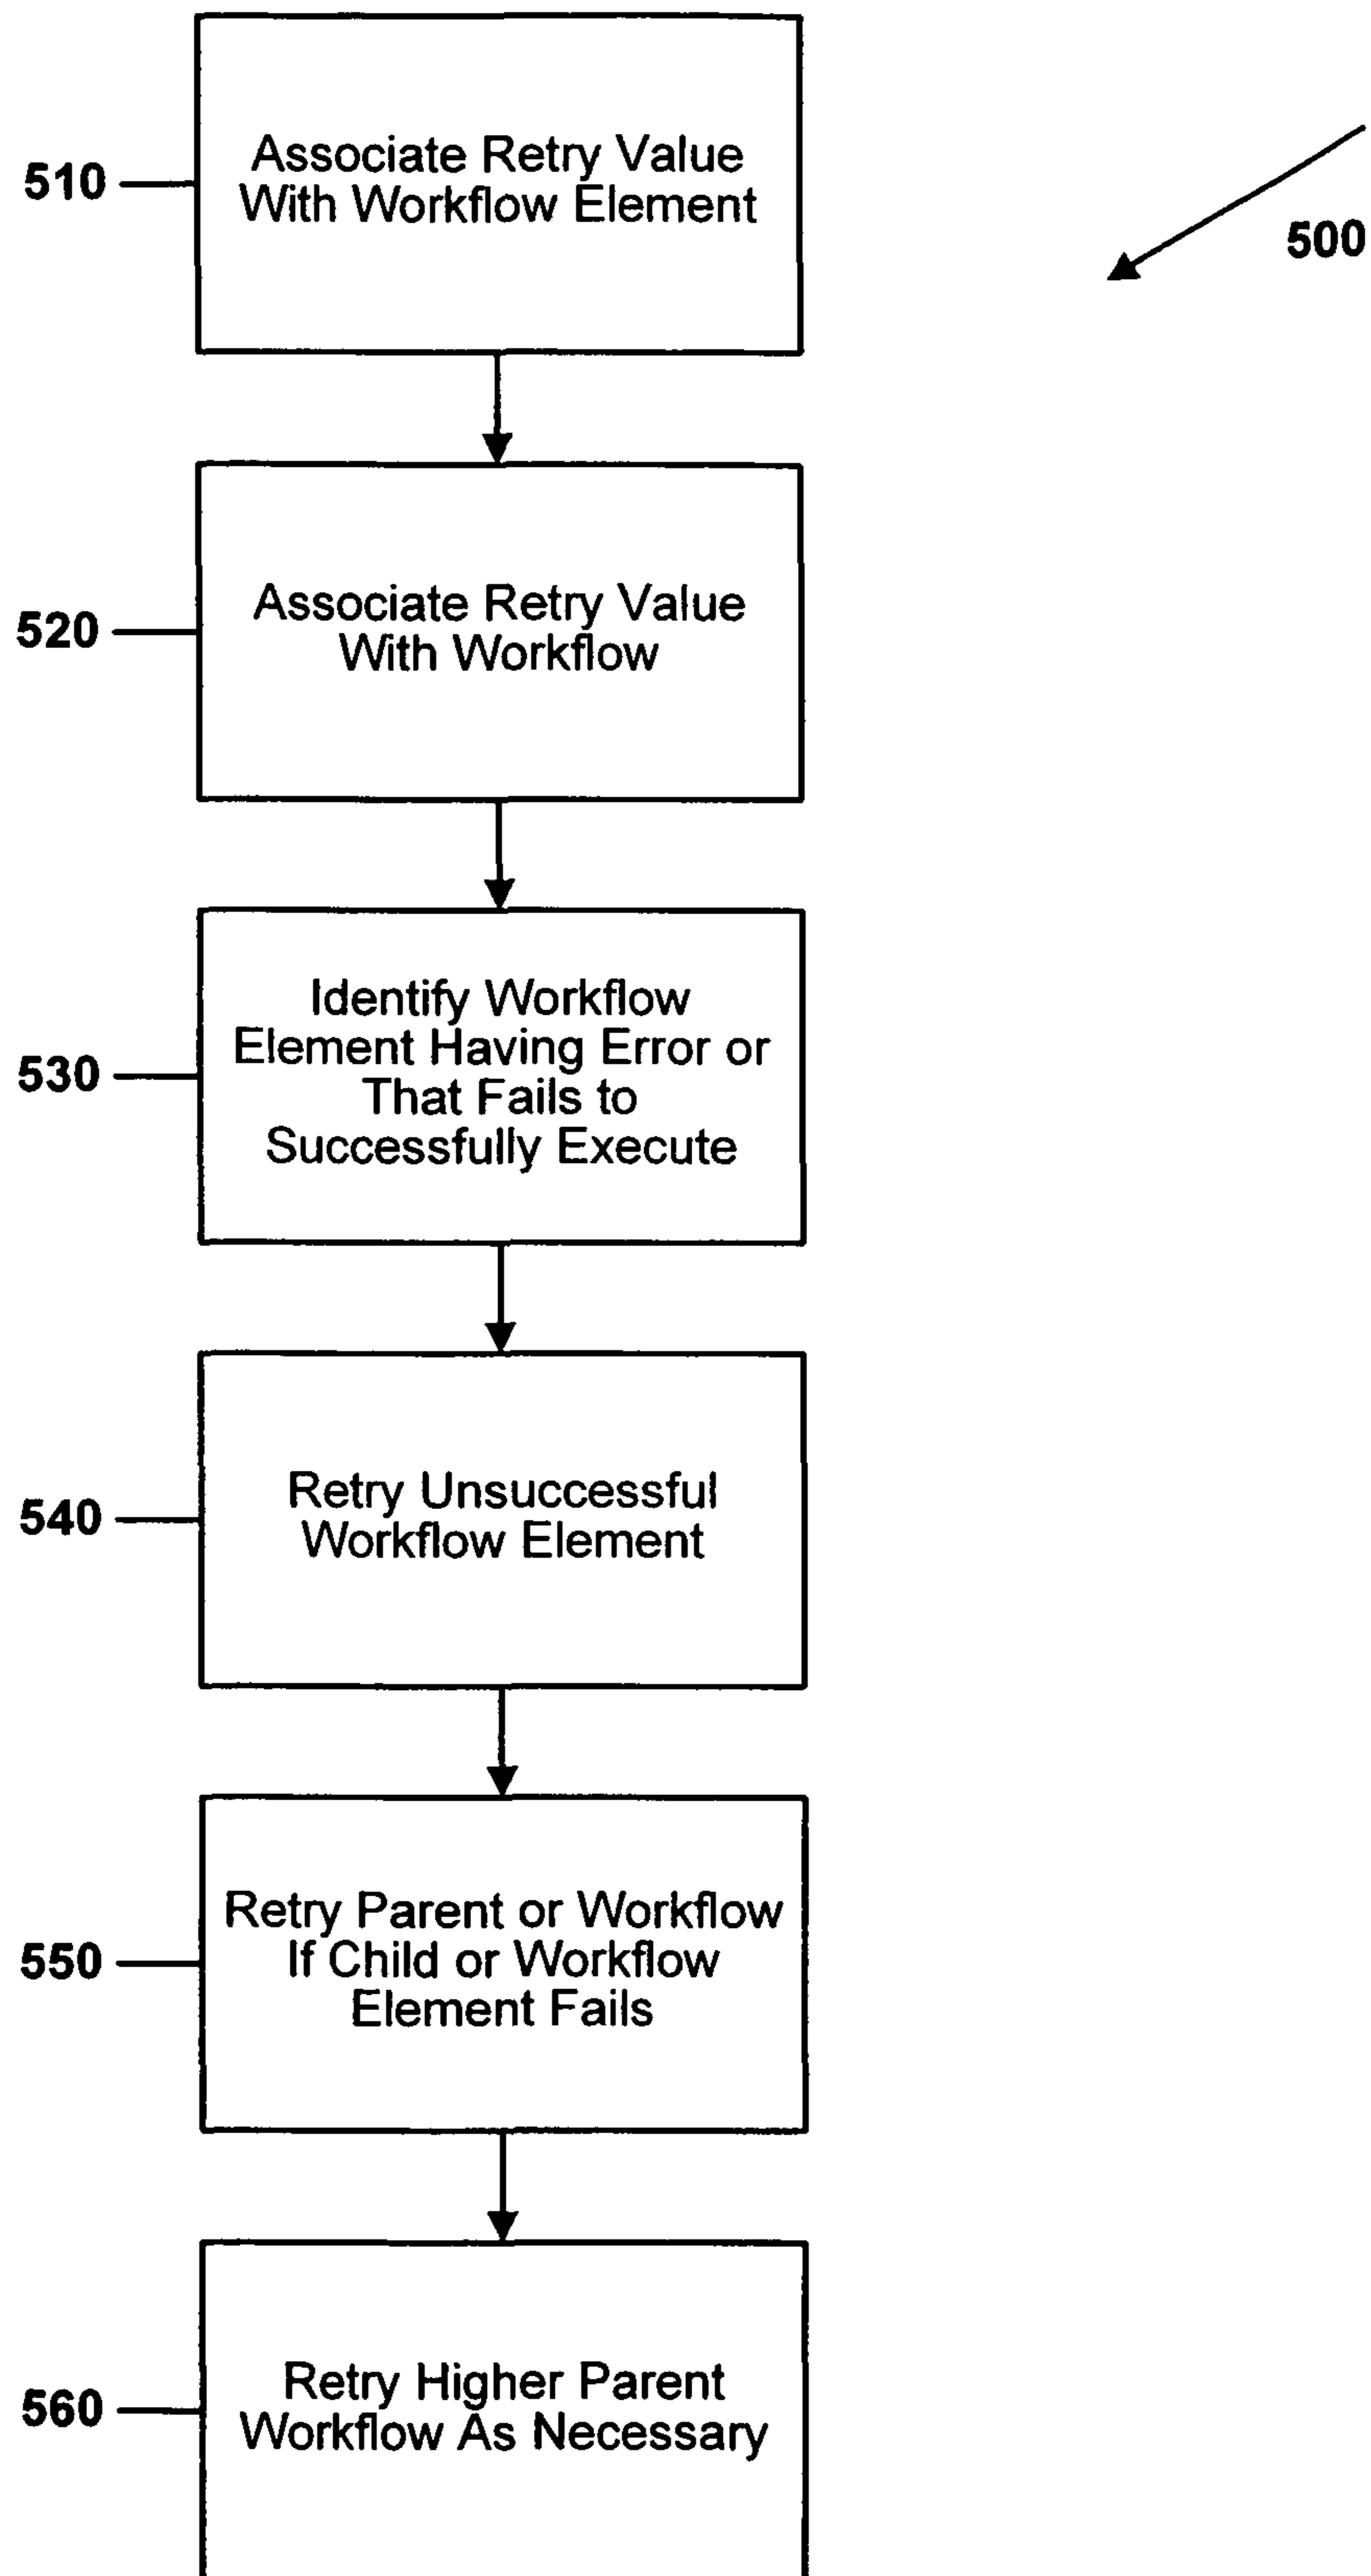 510
Associate Retry Value
With Workflow Element
500
520
Associate Retry Value
With Workflow
530
Identify Workflow
Element Having Error or
That Fails to
Successfully Execute
540
Retry Unsuccessful
Workflow Element
550
Retry Parent or Workflow
If Child or Workflow
Element Fails
560
Retry Higher Parent
Workflow As Necessary